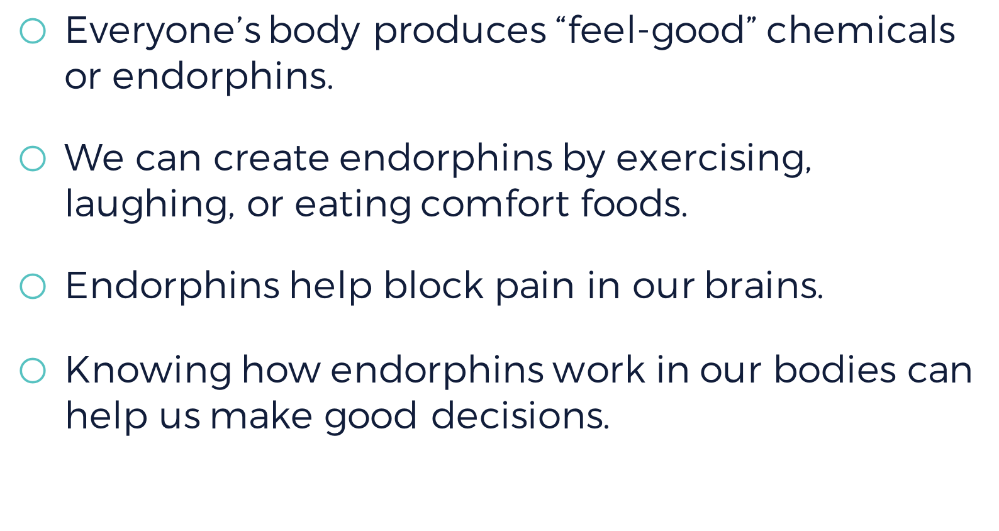 Everyone’s body produces “feel-good” chemicals
or endorphins.
We can create endorphins by exercising,
laughing, or eating comfort foods.
Endorphins help block pain in our brains.
Knowing how endorphins work in our bodies can
help us make good decisions.